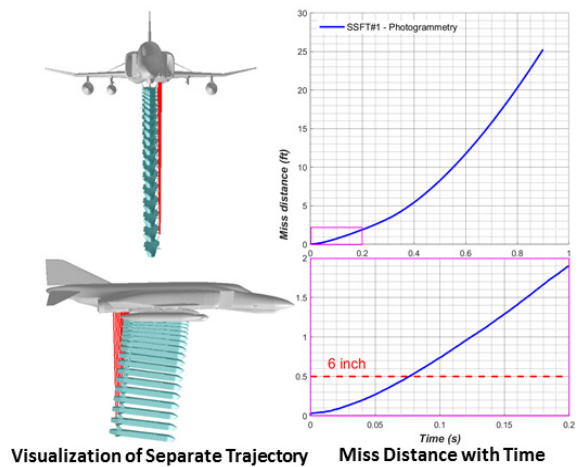 SSFT#1 - Photogrammetry
Miss distance (ft)
30
25
20
15
10
5
0
0 0.2 0.4 0.6 0.8 1
2
1.5
1
0.5
0
6 inch
0 0.05 0.1 0.15 0.2
Time (s)
Visualization of Separate Trajectory Miss Distance with Time